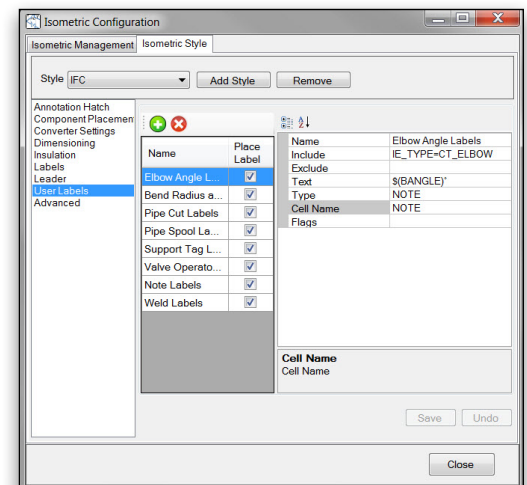 Isometric Configuration
Isometric Management Isometric Style
Style IFC Add Style Remove
Annotation Hatch
Component Placemen
Converter Settings
Dimensioning
Insulation
Labels
Leader
User Labels
Advanced
Name Place Label
Elbow Angle L...
Bend Radius a...
Pipe Cut Labels
Pipe Spool La...
Support Tag L...
Valve Operato...
Note Labels
Weld Labels
Name Elbow Angle Labels
Include IE_TYPE=CT_ELBOW
Exclude
Text $(BANGLE)°
Type NOTE
Cell Name NOTE
Flags
Cell Name
Cell Name
Save Undo
Close